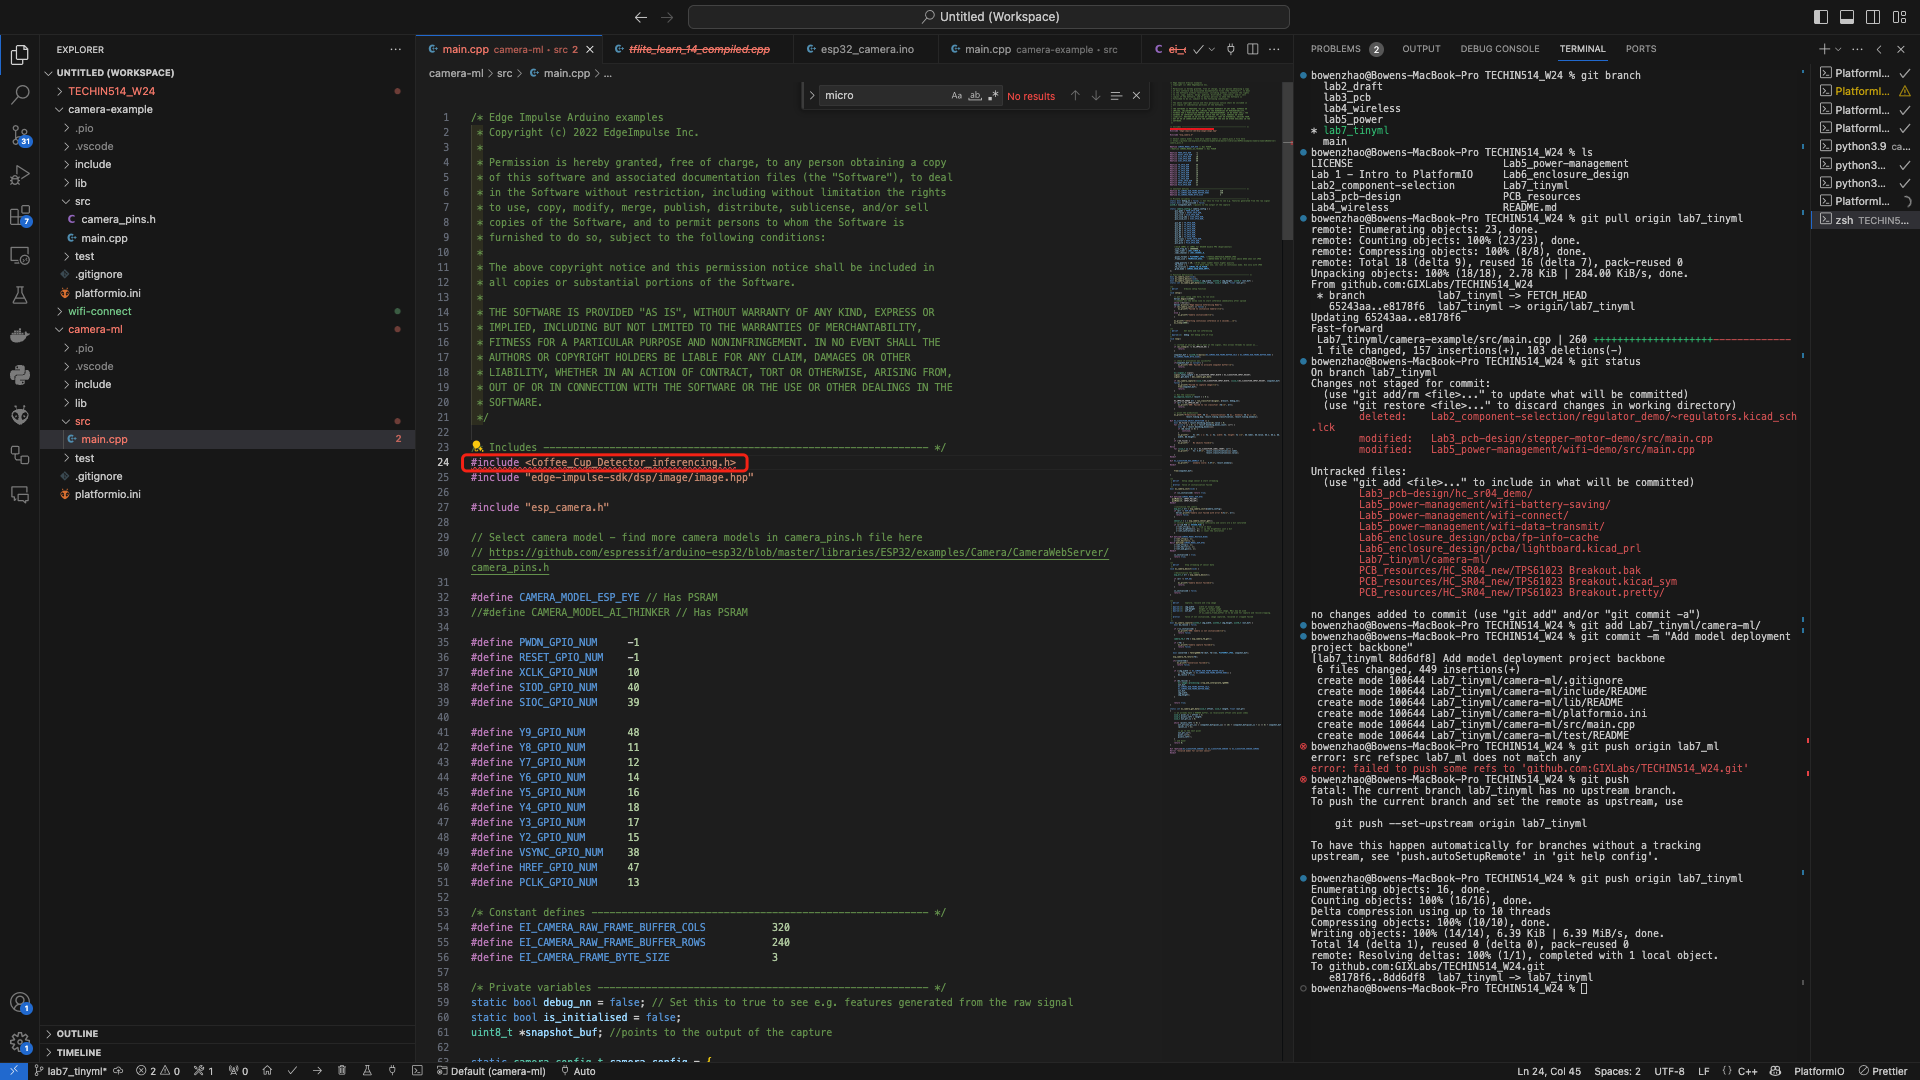 Untitled (Workspace)
EXPLORER
UNTITLED (WORKSPACE)
TECHIN514_W24
camera-example
.pio
.vscode
include
lib
src
camera_pins.h
main.cpp
test
.gitignore
platformio.ini
wifi-connect
camera-ml
.pio
.vscode
include
lib
src
main.cpp 2
test
.gitignore
platformio.ini
OUTLINE
TIMELINE
31
7
1
1
main.cpp camera-ml • src 2
tflite_learn_14_compiled.cpp
esp32_camera.ino
main.cpp camera-example • src
camera-ml > src > main.cpp > ...
micro
Aa ab .*
No results
1 /* Edge Impulse Arduino examples
2 * Copyright (c) 2022 EdgeImpulse Inc.
3 *
4 * Permission is hereby granted, free of charge, to any person obtaining a copy
5 * of this software and associated documentation files (the "Software"), to deal
6 * in the Software without restriction, including without limitation the rights
7 * to use, copy, modify, merge, publish, distribute, sublicense, and/or sell
8 * copies of the Software, and to permit persons to whom the Software is
9 * furnished to do so, subject to the following conditions:
10 *
11 * The above copyright notice and this permission notice shall be included in
12 * all copies or substantial portions of the Software.
13 *
14 * THE SOFTWARE IS PROVIDED "AS IS", WITHOUT WARRANTY OF ANY KIND, EXPRESS OR
15 * IMPLIED, INCLUDING BUT NOT LIMITED TO THE WARRANTIES OF MERCHANTABILITY,
16 * FITNESS FOR A PARTICULAR PURPOSE AND NONINFRINGEMENT. IN NO EVENT SHALL THE
17 * AUTHORS OR COPYRIGHT HOLDERS BE LIABLE FOR ANY CLAIM, DAMAGES OR OTHER
18 * LIABILITY, WHETHER IN AN ACTION OF CONTRACT, TORT OR OTHERWISE, ARISING FROM,
19 * OUT OF OR IN CONNECTION WITH THE SOFTWARE OR THE USE OR OTHER DEALINGS IN THE
20 * SOFTWARE.
21 */
22
23 Includes ---------------------------------------------------------------- */
24 #include <Coffee_Cup_Detector_inferencing.h>
25 #include "edge-impulse-sdk/dsp/image/image.hpp"
26
27 #include "esp_camera.h"
28
29 // Select camera model - find more camera models in camera_pins.h file here
30 // https://github.com/espressif/arduino-esp32/blob/master/libraries/ESP32/examples/Camera/CameraWebServer/
camera_pins.h
31
32 #define CAMERA_MODEL_ESP_EYE // Has PSRAM
33 //#define CAMERA_MODEL_AI_THINKER // Has PSRAM
34
35 #define PWDN_GPIO_NUM -1
36 #define RESET_GPIO_NUM -1
37 #define XCLK_GPIO_NUM 10
38 #define SIOD_GPIO_NUM 40
39 #define SIOC_GPIO_NUM 39
40
41 #define Y9_GPIO_NUM 48
42 #define Y8_GPIO_NUM 11
43 #define Y7_GPIO_NUM 12
44 #define Y6_GPIO_NUM 14
45 #define Y5_GPIO_NUM 16
46 #define Y4_GPIO_NUM 18
47 #define Y3_GPIO_NUM 17
48 #define Y2_GPIO_NUM 15
49 #define VSYNC_GPIO_NUM 38
50 #define HREF_GPIO_NUM 47
51 #define PCLK_GPIO_NUM 13
52
53 /* Constant defines -------------------------------------------------------- */
54 #define EI_CAMERA_RAW_FRAME_BUFFER_COLS 320
55 #define EI_CAMERA_RAW_FRAME_BUFFER_ROWS 240
56 #define EI_CAMERA_FRAME_BYTE_SIZE 3
57
58 /* Private variables ------------------------------------------------------- */
59 static bool debug_nn = false; // Set this to true to see e.g. features generated from the raw signal
60 static bool is_initialised = false;
61 uint8_t *snapshot_buf; //points to the output of the capture
62
63 static camera_config_t camera_config = {
PROBLEMS 2 OUTPUT DEBUG CONSOLE TERMINAL PORTS
bowenzhao@Bowens-MacBook-Pro TECHIN514_W24 % git branch
lab2_draft
lab3_pcb
lab4_wireless
lab5_power
* lab7_tinyml
main
bowenzhao@Bowens-MacBook-Pro TECHIN514_W24 % ls
LICENSE Lab5_power-management
Lab 1 - Intro to PlatformIO Lab6_enclosure_design
Lab2_component-selection Lab7_tinyml
Lab3_pcb-design PCB_resources
Lab4_wireless README.md
bowenzhao@Bowens-MacBook-Pro TECHIN514_W24 % git pull origin lab7_tinyml
remote: Enumerating objects: 23, done.
remote: Counting objects: 100% (23/23), done.
remote: Compressing objects: 100% (8/8), done.
remote: Total 18 (delta 9), reused 16 (delta 7), pack-reused 0
Unpacking objects: 100% (18/18), 2.78 KiB | 284.00 KiB/s, done.
From github.com:GIXLabs/TECHIN514_W24
* branch lab7_tinyml -> FETCH_HEAD
65243aa..e8178f6 lab7_tinyml -> origin/lab7_tinyml
Updating 65243aa..e8178f6
Fast-forward
Lab7_tinyml/camera-example/src/main.cpp | 260 ++++++++++++++++++++-------------
1 file changed, 157 insertions(+), 103 deletions(-)
bowenzhao@Bowens-MacBook-Pro TECHIN514_W24 % git status
On branch lab7_tinyml
Changes not staged for commit:
(use "git add/rm <file>..." to update what will be committed)
(use "git restore <file>..." to discard changes in working directory)
deleted: Lab2_component-selection/regulator_demo/~regulators.kicad_sch
.lck
modified: Lab3_pcb-design/stepper-motor-demo/src/main.cpp
modified: Lab5_power-management/wifi-demo/src/main.cpp
Untracked files:
(use "git add <file>..." to include in what will be committed)
Lab3_pcb-design/hc_sr04_demo/
Lab5_power-management/wifi-battery-saving/
Lab5_power-management/wifi-connect/
Lab5_power-management/wifi-data-transmit/
Lab6_enclosure_design/pcba/fp-info-cache
Lab6_enclosure_design/pcba/lightboard.kicad_prl
Lab7_tinyml/camera-ml/
PCB_resources/HC_SR04_new/TPS61023 Breakout.bak
PCB_resources/HC_SR04_new/TPS61023 Breakout.kicad_sym
PCB_resources/HC_SR04_new/TPS61023 Breakout.pretty/
no changes added to commit (use "git add" and/or "git commit -a")
bowenzhao@Bowens-MacBook-Pro TECHIN514_W24 % git add Lab7_tinyml/camera-ml/
bowenzhao@Bowens-MacBook-Pro TECHIN514_W24 % git commit -m "Add model deployment
project backbone"
[lab7_tinyml 8dd6df8] Add model deployment project backbone
6 files changed, 449 insertions(+)
create mode 100644 Lab7_tinyml/camera-ml/.gitignore
create mode 100644 Lab7_tinyml/camera-ml/include/README
create mode 100644 Lab7_tinyml/camera-ml/lib/README
create mode 100644 Lab7_tinyml/camera-ml/platformio.ini
create mode 100644 Lab7_tinyml/camera-ml/src/main.cpp
create mode 100644 Lab7_tinyml/camera-ml/test/README
bowenzhao@Bowens-MacBook-Pro TECHIN514_W24 % git push origin lab7_ml
error: src refspec lab7_ml does not match any
error: failed to push some refs to 'github.com:GIXLabs/TECHIN514_W24.git'
bowenzhao@Bowens-MacBook-Pro TECHIN514_W24 % git push
fatal: The current branch lab7_tinyml has no upstream branch.
To push the current branch and set the remote as upstream, use
git push --set-upstream origin lab7_tinyml
To have this happen automatically for branches without a tracking
upstream, see 'push.autoSetupRemote' in 'git help config'.
bowenzhao@Bowens-MacBook-Pro TECHIN514_W24 % git push origin lab7_tinyml
Enumerating objects: 16, done.
Counting objects: 100% (16/16), done.
Delta compression using up to 10 threads
Compressing objects: 100% (10/10), done.
Writing objects: 100% (14/14), 6.39 KiB | 6.39 MiB/s, done.
Total 14 (delta 1), reused 0 (delta 0), pack-reused 0
remote: Resolving deltas: 100% (1/1), completed with 1 local object.
To github.com:GIXLabs/TECHIN514_W24.git
e8178f6..8dd6df8 lab7_tinyml -> lab7_tinyml
bowenzhao@Bowens-MacBook-Pro TECHIN514_W24 %
PlatformI...
PlatformI...
PlatformI...
PlatformI...
python3.9 ca...
python3...
python3...
PlatformI...
zsh TECHIN5...
lab7_tinyml* 2 0 1 0 Default (camera-ml) Auto
Ln 24, Col 45 Spaces: 2 UTF-8 LF {} C++ PlatformIO Prettier